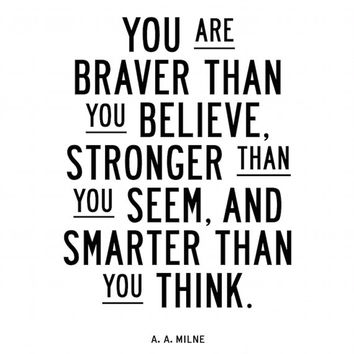 YOU ARE
BRAVER THAN
YOU BELIEVE,
STRONGER THAN
YOU SEEM, AND
SMARTER THAN
YOU THINK.
A. A. MILNE